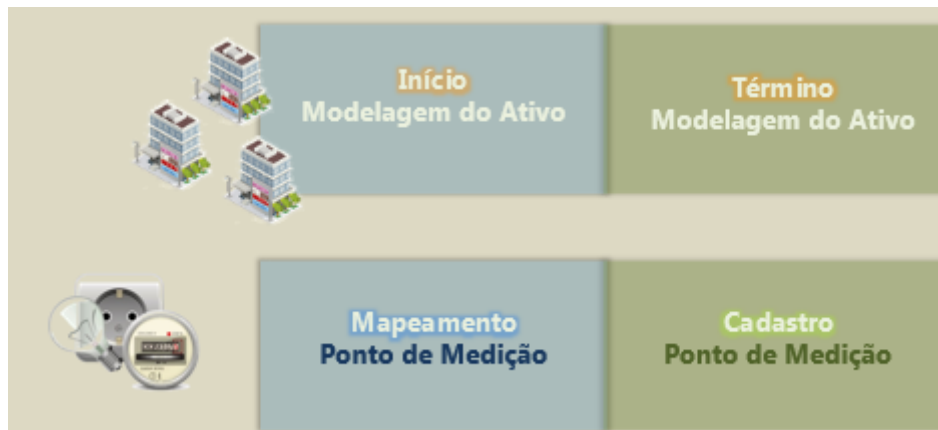 Início
Modelagem do Ativo
Término
Modelagem do Ativo
Mapeamento
Ponto de Medição
Cadastro
Ponto de Medição